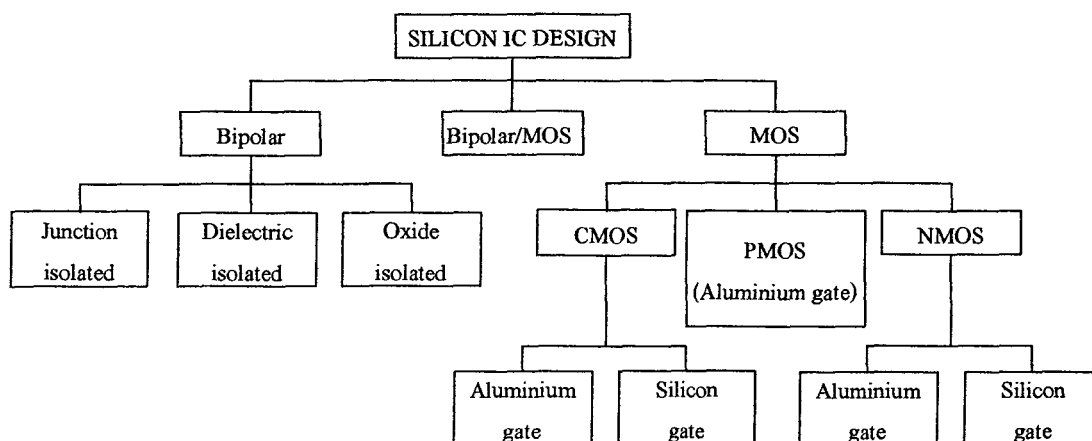 SILICON IC DESIGN
Bipolar
Bipolar/MOS
MOS
Junction
isolated
Dielectric
isolated
Oxide
isolated
CMOS
PMOS
(Aluminium gate)
NMOS
Aluminium
gate
Silicon
gate
Aluminium
gate
Silicon
gate